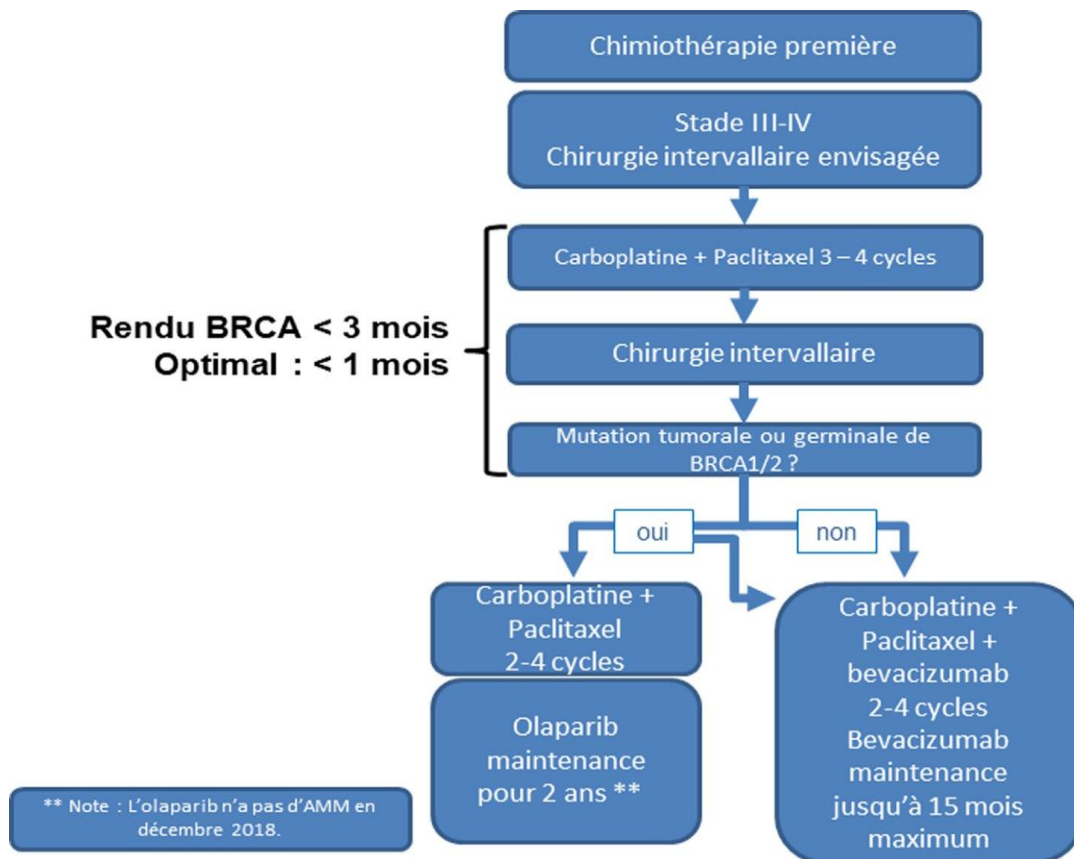 Chimiothérapie première
Stade III-IV
Chirurgie intervallaire envisagée
Carboplatine + Paclitaxel 3 – 4 cycles
Rendu BRCA < 3 mois
Optimal : < 1 mois
Chirurgie intervallaire
Mutation tumorale ou germinale de
BRCA1/2 ?
oui
non
Carboplatine +
Paclitaxel
2-4 cycles
Olaparib
maintenance
pour 2 ans **
Carboplatine +
Paclitaxel +
bevacizumab
2-4 cycles
Bevacizumab
maintenance
jusqu’à 15 mois
maximum
** Note : L’olaparib n’a pas d’AMM en
décembre 2018.